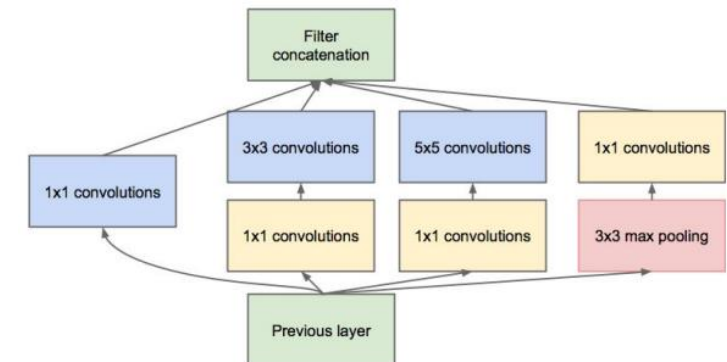 Filter
concatenation
3x3 convolutions
5x5 convolutions
1x1 convolutions
1x1 convolutions
1x1 convolutions
1x1 convolutions
3x3 max pooling
Previous layer